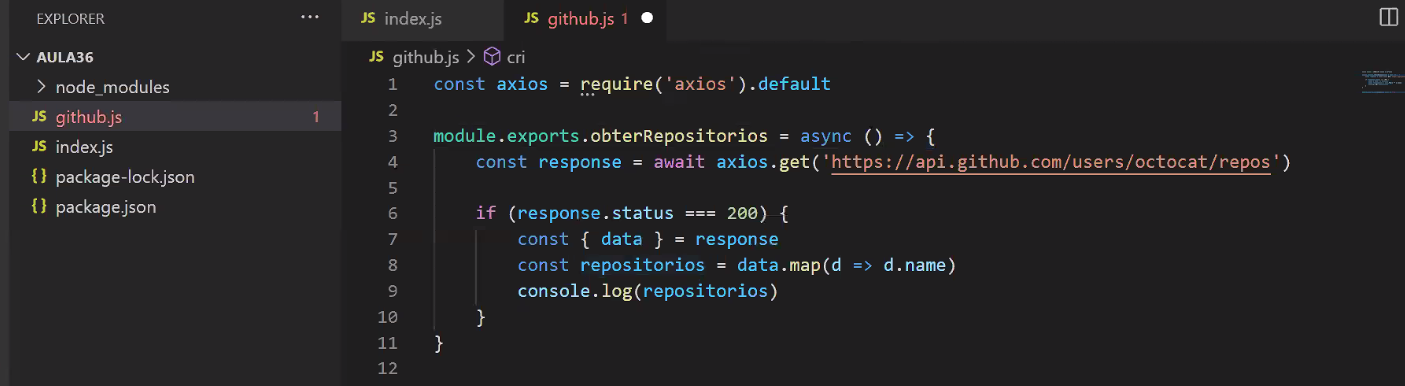 EXPLORER ···
AULA36
node_modules
JS github.js 1
JS index.js
{} package-lock.json
{} package.json
JS index.js JS github.js 1
JS github.js > cri
1 const axios = require('axios').default
2
3 module.exports.obterRepositorios = async () => {
4 const response = await axios.get('https://api.github.com/users/octocat/repos')
5
6 if (response.status === 200) {
7 const { data } = response
8 const repositorios = data.map(d => d.name)
9 console.log(repositorios)
10 }
11 }
12